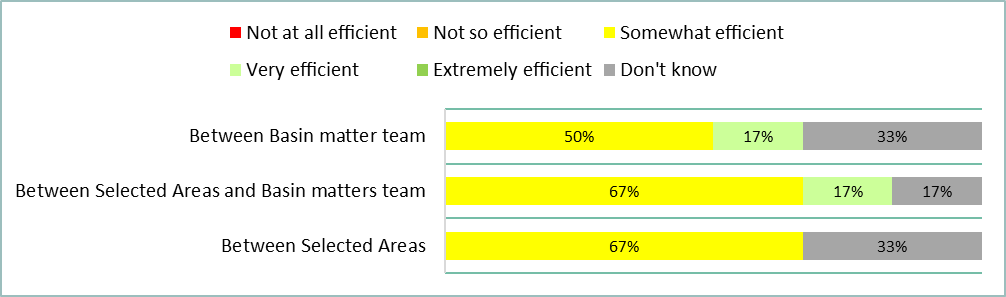 Not at all efficient Not so efficient Somewhat efficient
Very efficient Extremely efficient Don't know
Between Basin matter team 50% 17% 33%
Between Selected Areas and Basin matters team 67% 17% 17%
Between Selected Areas 67% 33%